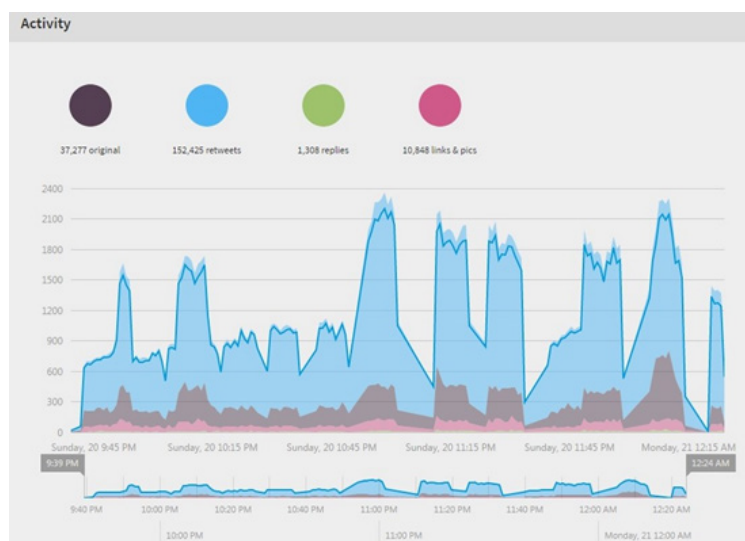 Activity
37,277 original 152,425 retweets 1,308 replies 10,848 links & pics
2400
2100
1800
1500
1200
900
600
300
0
Sunday, 20 9:45 PM Sunday, 20 10:15 PM Sunday, 20 10:45 PM Sunday, 20 11:15 PM Sunday, 20 11:45 PM Monday, 21 12:15 AM
9:39 PM 12:24 AM
9:40 PM 10:00 PM 10:20 PM 10:40 PM 11:00 PM 11:20 PM 11:40 PM 12:00 AM 12:20 AM
10:00 PM 11:00 PM Monday, 21 12:00 AM